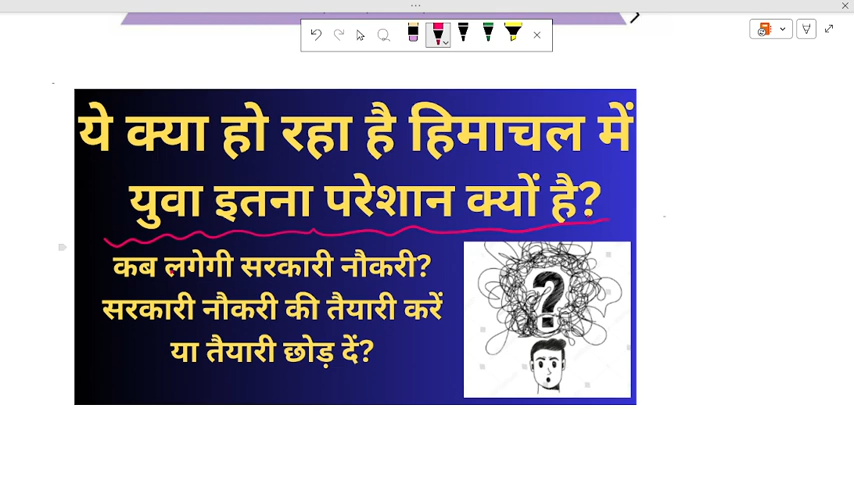 ये क्या हो रहा है हिमाचल में
युवा इतना परेशान क्यों है?
कब लगेगी सरकारी नौकरी?
सरकारी नौकरी की तैयारी करें
या तैयारी छोड़ दें?